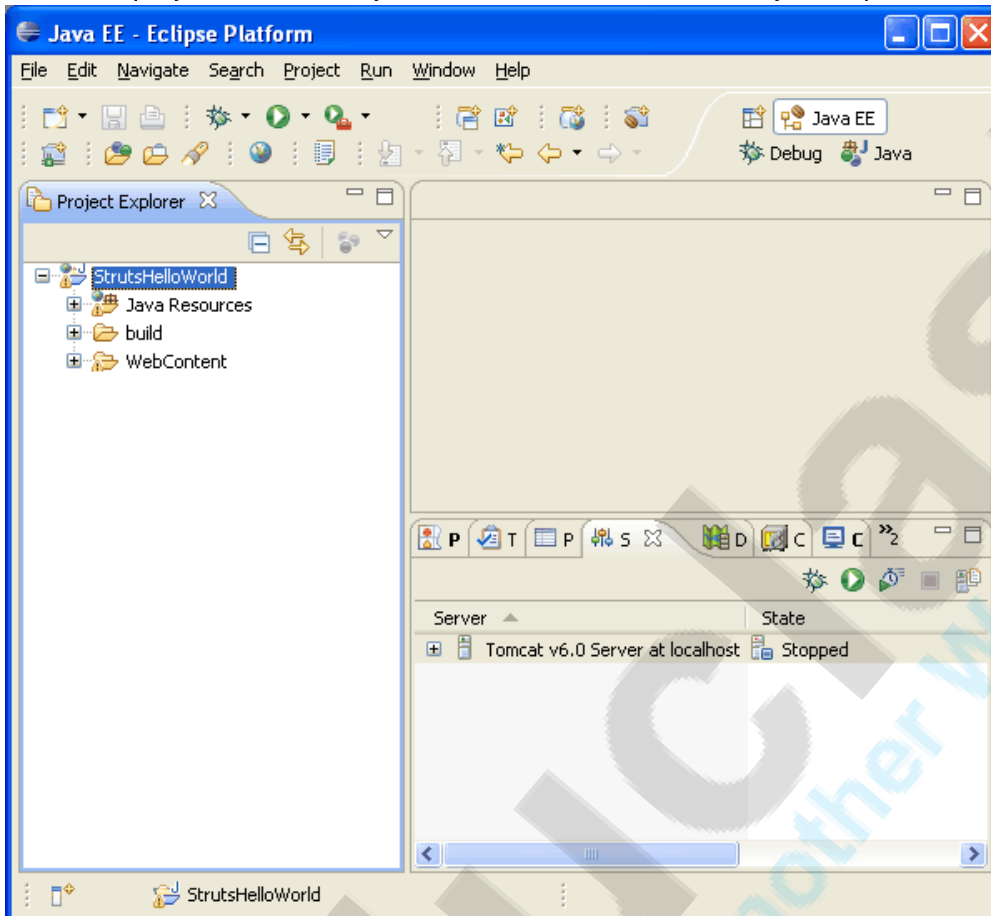 Java EE - Eclipse Platform
File Edit Navigate Search Project Run Window Help
Java EE
Debug Java
Project Explorer
StrutsHelloWorld
Java Resources
build
WebContent
P T P S D C C »2
Server State
Tomcat v6.0 Server at localhost Stopped
StrutsHelloWorld